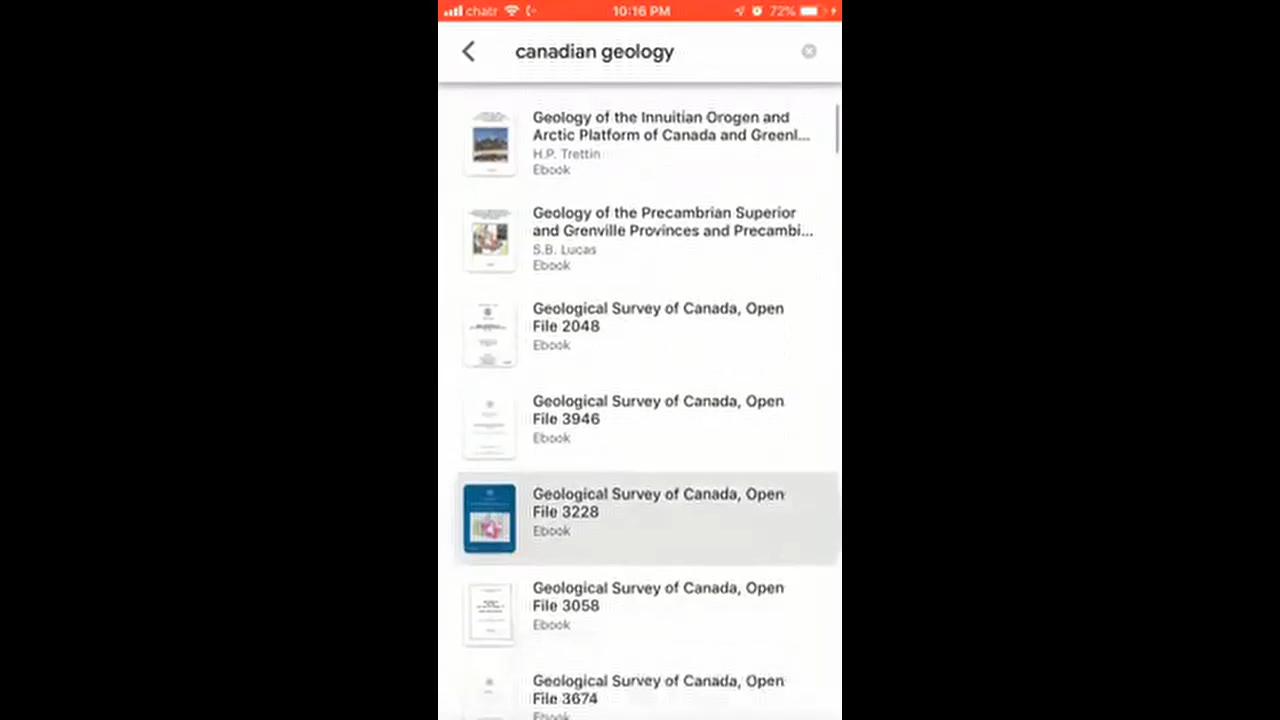 chatr 10:16 PM 72%
canadian geology
Geology of the Innuitian Orogen and
Arctic Platform of Canada and Greenl...
H.P. Trettin
Ebook
Geology of the Precambrian Superior
and Grenville Provinces and Precambi...
S.B. Lucas
Ebook
Geological Survey of Canada, Open
File 2048
Ebook
Geological Survey of Canada, Open
File 3946
Ebook
Geological Survey of Canada, Open
File 3228
Ebook
Geological Survey of Canada, Open
File 3058
Ebook
Geological Survey of Canada, Open
File 3674
Ebook